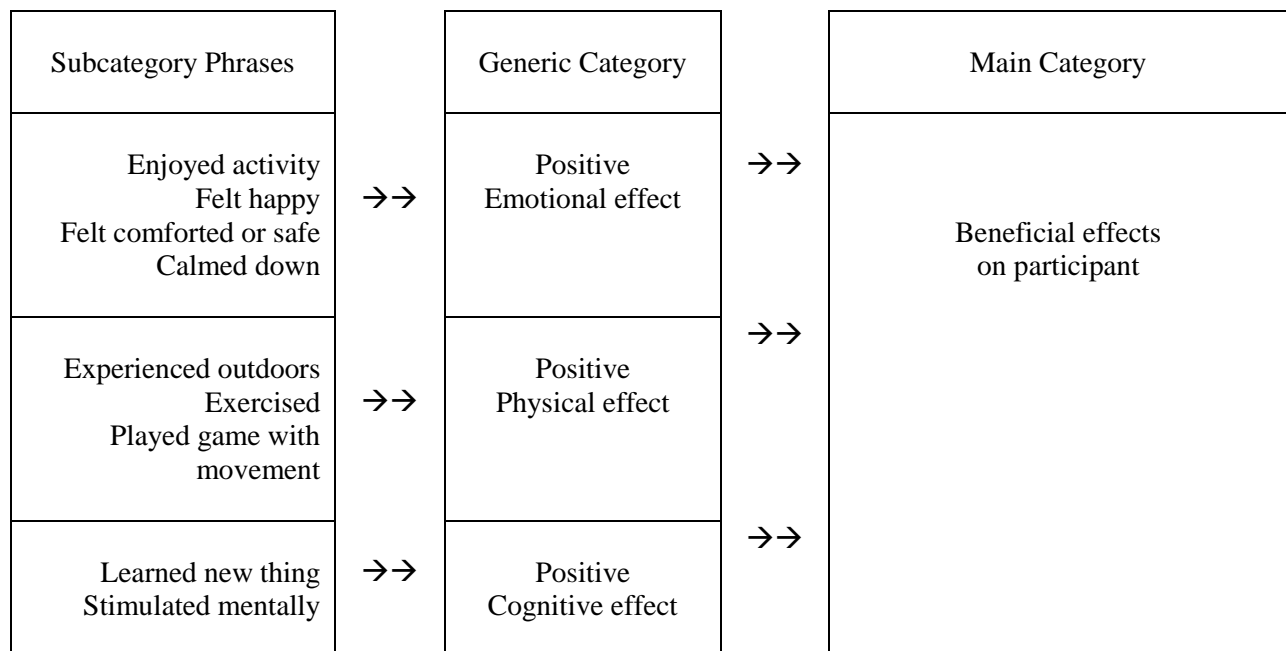 Subcategory Phrases
Generic Category
Main Category
Enjoyed activity
Felt happy
Felt comforted or safe
Calmed down
→→
Positive
Emotional effect
→→
Beneficial effects
on participant
Experienced outdoors
Exercised
Played game with
movement
→→
Positive
Physical effect
→→
Learned new thing
Stimulated mentally
→→
Positive
Cognitive effect
→→